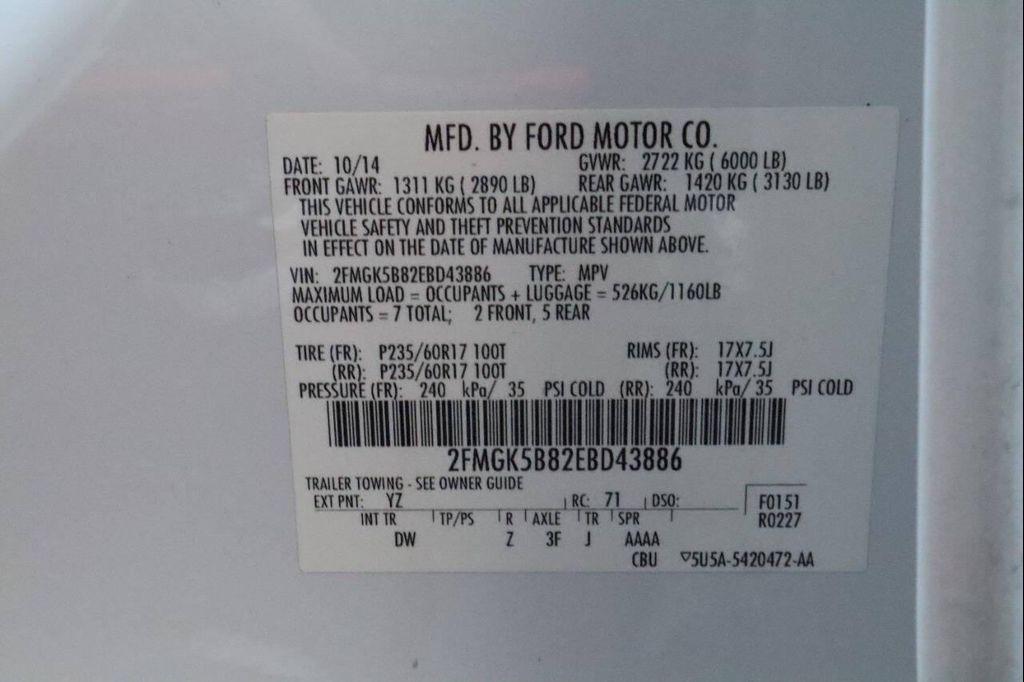 MFD. BY FORD MOTOR CO.
DATE: 10/14 GVWR: 2722 KG ( 6000 LB)
FRONT GAWR: 1311 KG ( 2890 LB) REAR GAWR: 1420 KG ( 3130 LB)
THIS VEHICLE CONFORMS TO ALL APPLICABLE FEDERAL MOTOR
VEHICLE SAFETY AND THEFT PREVENTION STANDARDS
IN EFFECT ON THE DATE OF MANUFACTURE SHOWN ABOVE.
VIN: 2FMGK5B82EBD43886 TYPE: MPV
MAXIMUM LOAD = OCCUPANTS + LUGGAGE = 526KG/1160LB
OCCUPANTS = 7 TOTAL; 2 FRONT, 5 REAR
TIRE (FR): P235/60R17 100T RIMS (FR): 17X7.5J
(RR): P235/60R17 100T (RR): 17X7.5J
PRESSURE (FR): 240 kPa/ 35 PSI COLD (RR): 240 kPa/ 35 PSI COLD
2FMGK5B82EBD43886
TRAILER TOWING - SEE OWNER GUIDE
EXT PNT: YZ RC: 71 DSO: F0151
INT TR TP/PS R AXLE TR SPR R0227
DW Z 3F J AAAA
CBU ▽5U5A-5420472-AA